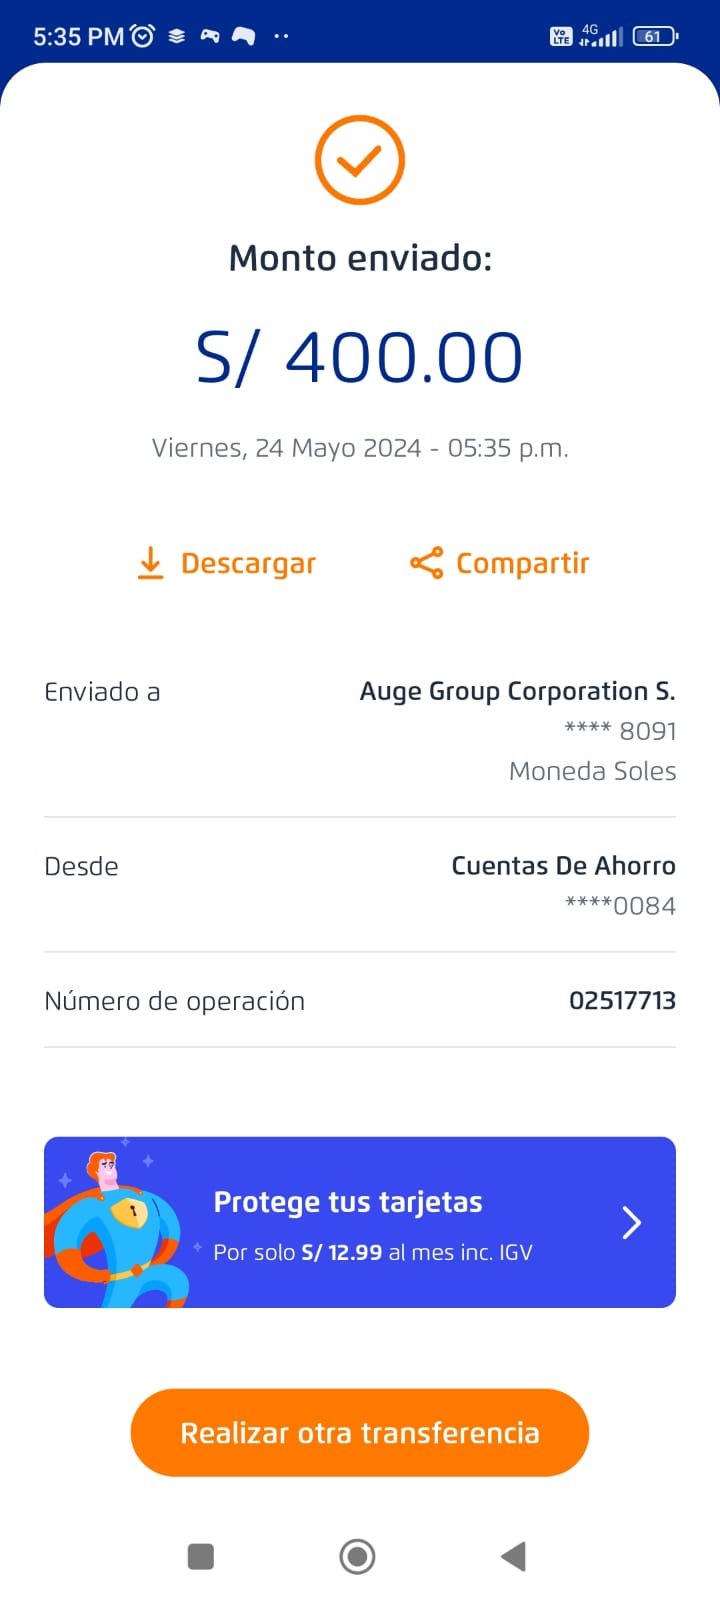 5:35 PM
Vo LTE 4G 61
Monto enviado:
S/ 400.00
Viernes, 24 Mayo 2024 - 05:35 p.m.
Descargar Compartir
Enviado a Auge Group Corporation S.
**** 8091
Moneda Soles
Desde Cuentas De Ahorro
****0084
Número de operación 02517713
Protege tus tarjetas
Por solo S/ 12.99 al mes inc. IGV
Realizar otra transferencia